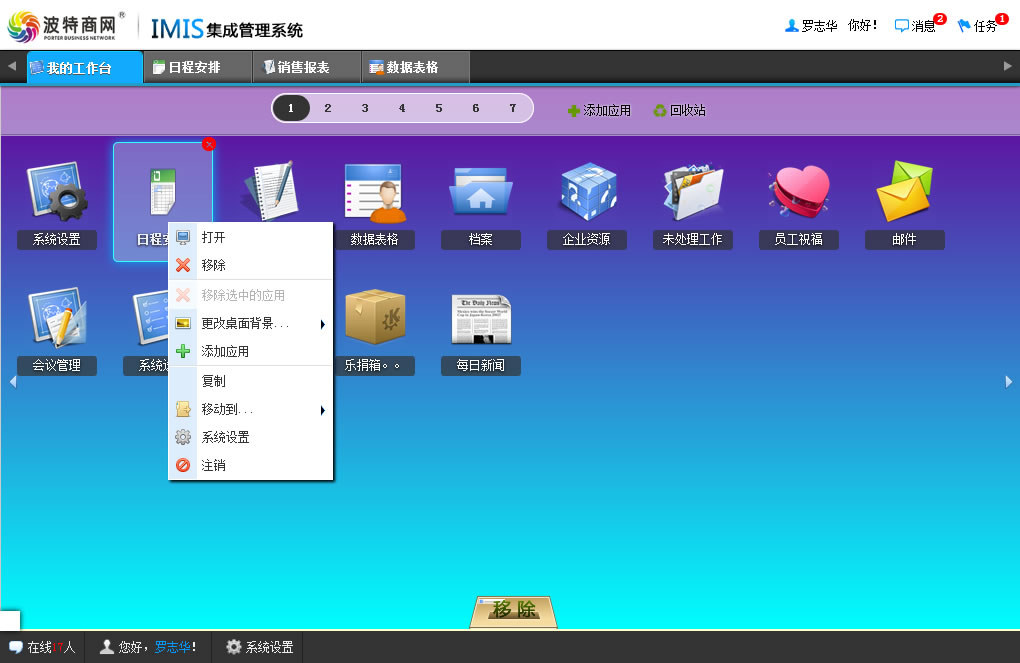 波特商网®
PORTER BUSINESS NETWORK
IMIS集成管理系统
罗志华 你好! 消息 2 任务 1
我的工作台 日程安排 销售报表 数据表格
1 2 3 4 5 6 7 添加应用 回收站
系统设置 数据表格 档案 企业资源 未处理工作 员工祝福 邮件
日程
打开
移除
移除选中的应用
更改桌面背景...
添加应用
复制
移动到...
系统设置
注销
会议管理 系统 乐捐箱。。 每日新闻
The Daily News
移 除
在线17人 您好，罗志华! 系统设置